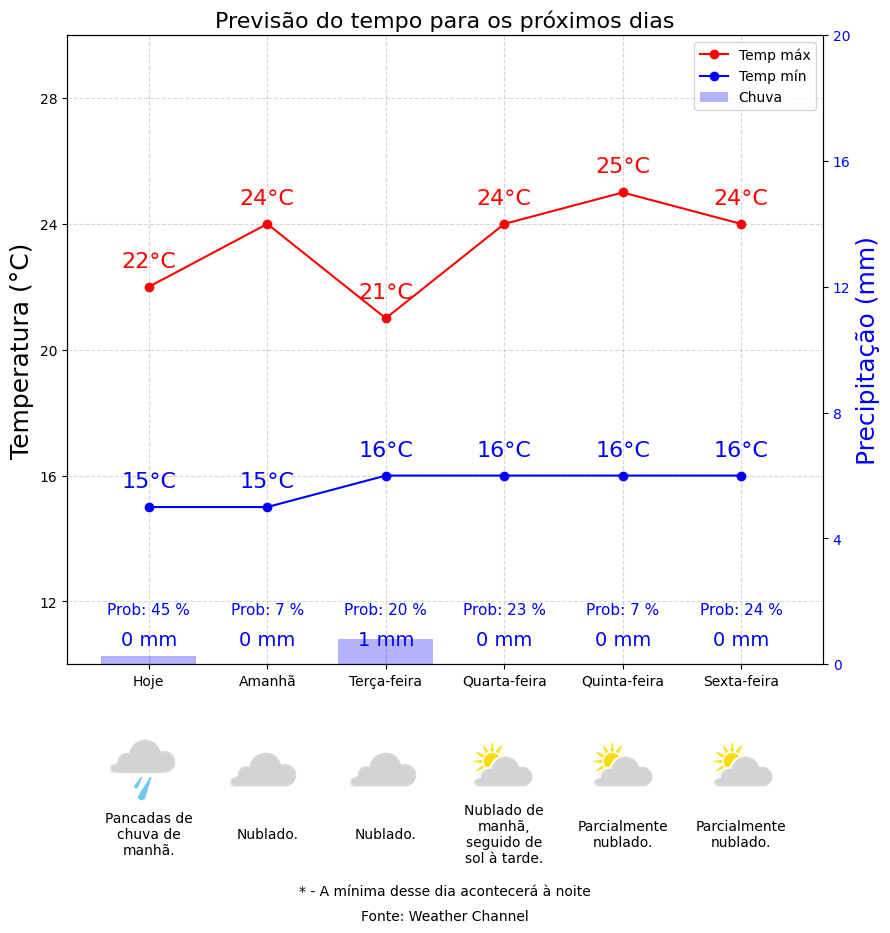 Previsão do tempo para os próximos dias
Temp máx
Temp mín
Chuva
Temperatura (°C)
Precipitação (mm)
28
24
20
16
12
20
16
12
8
4
0
22°C
24°C
21°C
24°C
25°C
24°C
15°C
15°C
16°C
16°C
16°C
16°C
Prob: 45 %
Prob: 7 %
Prob: 20 %
Prob: 23 %
Prob: 7 %
Prob: 24 %
0 mm
0 mm
1 mm
0 mm
0 mm
0 mm
Hoje
Amanhã
Terça-feira
Quarta-feira
Quinta-feira
Sexta-feira
Pancadas de
chuva de
manhã.
Nublado.
Nublado.
Nublado de
manhã,
seguido de
sol à tarde.
Parcialmente
nublado.
Parcialmente
nublado.
* - A mínima desse dia acontecerá à noite
Fonte: Weather Channel